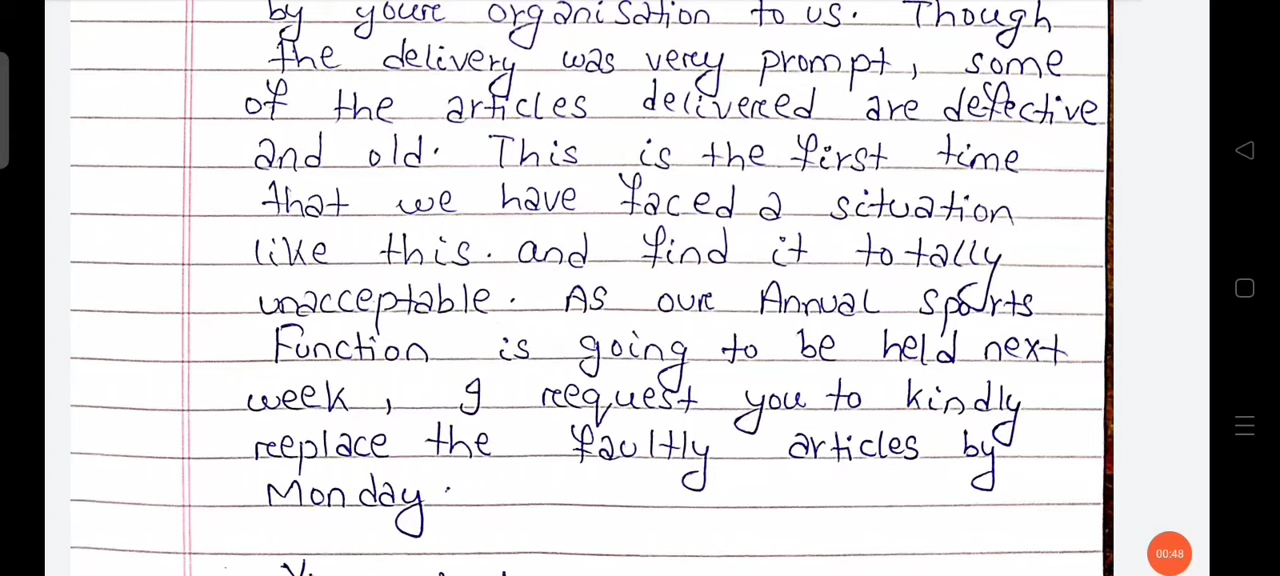 by your organisation to us. Though
the delivery was very prompt, some
of the articles delivered are defective
and old. This is the first time
that we have faced a situation
like this. and find it totally
unacceptable. As our Annual Sports
Function is going to be held next
week, I request you to kindly
replace the faultly articles by
Monday.
00:48